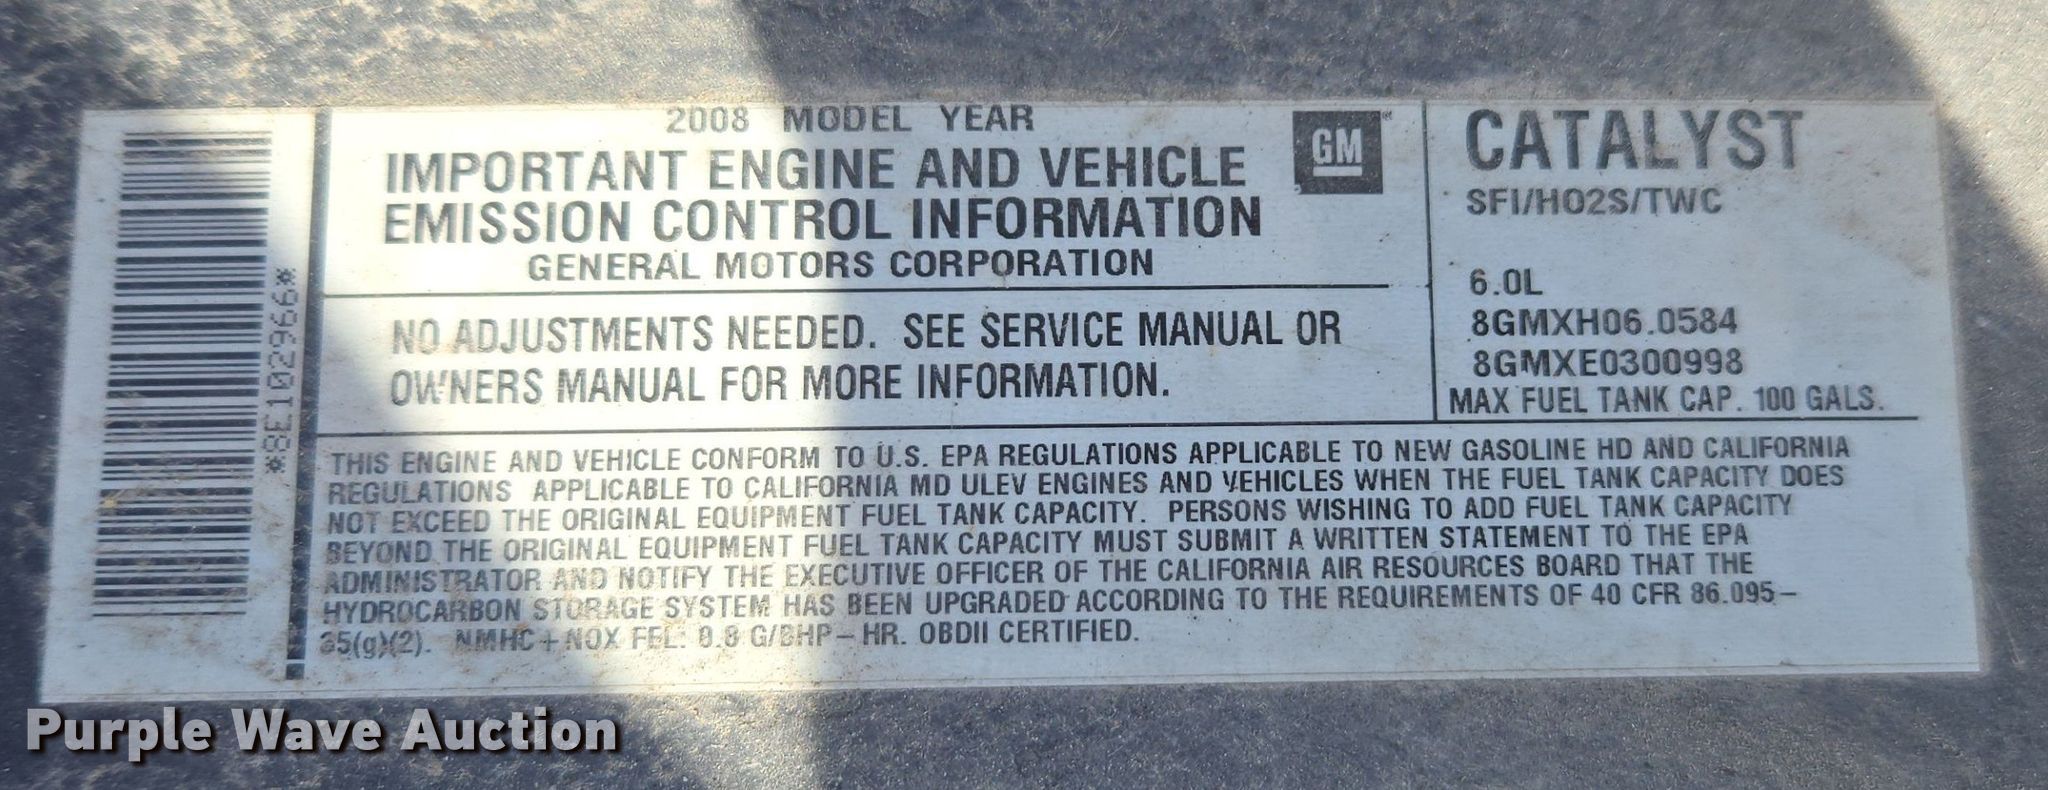 2008 MODEL YEAR
IMPORTANT ENGINE AND VEHICLE
EMISSION CONTROL INFORMATION
GENERAL MOTORS CORPORATION
GM
NO ADJUSTMENTS NEEDED. SEE SERVICE MANUAL OR
OWNERS MANUAL FOR MORE INFORMATION.
CATALYST
SFI/HO2S/TWC
6.0L
8GMXH06.0584
8GMXE0300998
MAX FUEL TANK CAP. 100 GALS.
*8E102966*
THIS ENGINE AND VEHICLE CONFORM TO U.S. EPA REGULATIONS APPLICABLE TO NEW GASOLINE HD AND CALIFORNIA
REGULATIONS APPLICABLE TO CALIFORNIA MD ULEV ENGINES AND VEHICLES WHEN THE FUEL TANK CAPACITY DOES
NOT EXCEED THE ORIGINAL EQUIPMENT FUEL TANK CAPACITY. PERSONS WISHING TO ADD FUEL TANK CAPACITY
BEYOND THE ORIGINAL EQUIPMENT FUEL TANK CAPACITY MUST SUBMIT A WRITTEN STATEMENT TO THE EPA
ADMINISTRATOR AND NOTIFY THE EXECUTIVE OFFICER OF THE CALIFORNIA AIR RESOURCES BOARD THAT THE
HYDROCARBON STORAGE SYSTEM HAS BEEN UPGRADED ACCORDING TO THE REQUIREMENTS OF 40 CFR 86.095-
35(g)(2). NMHC+NOX FEL: G/BHP-HR. OBDII CERTIFIED.
Purple Wave Auction